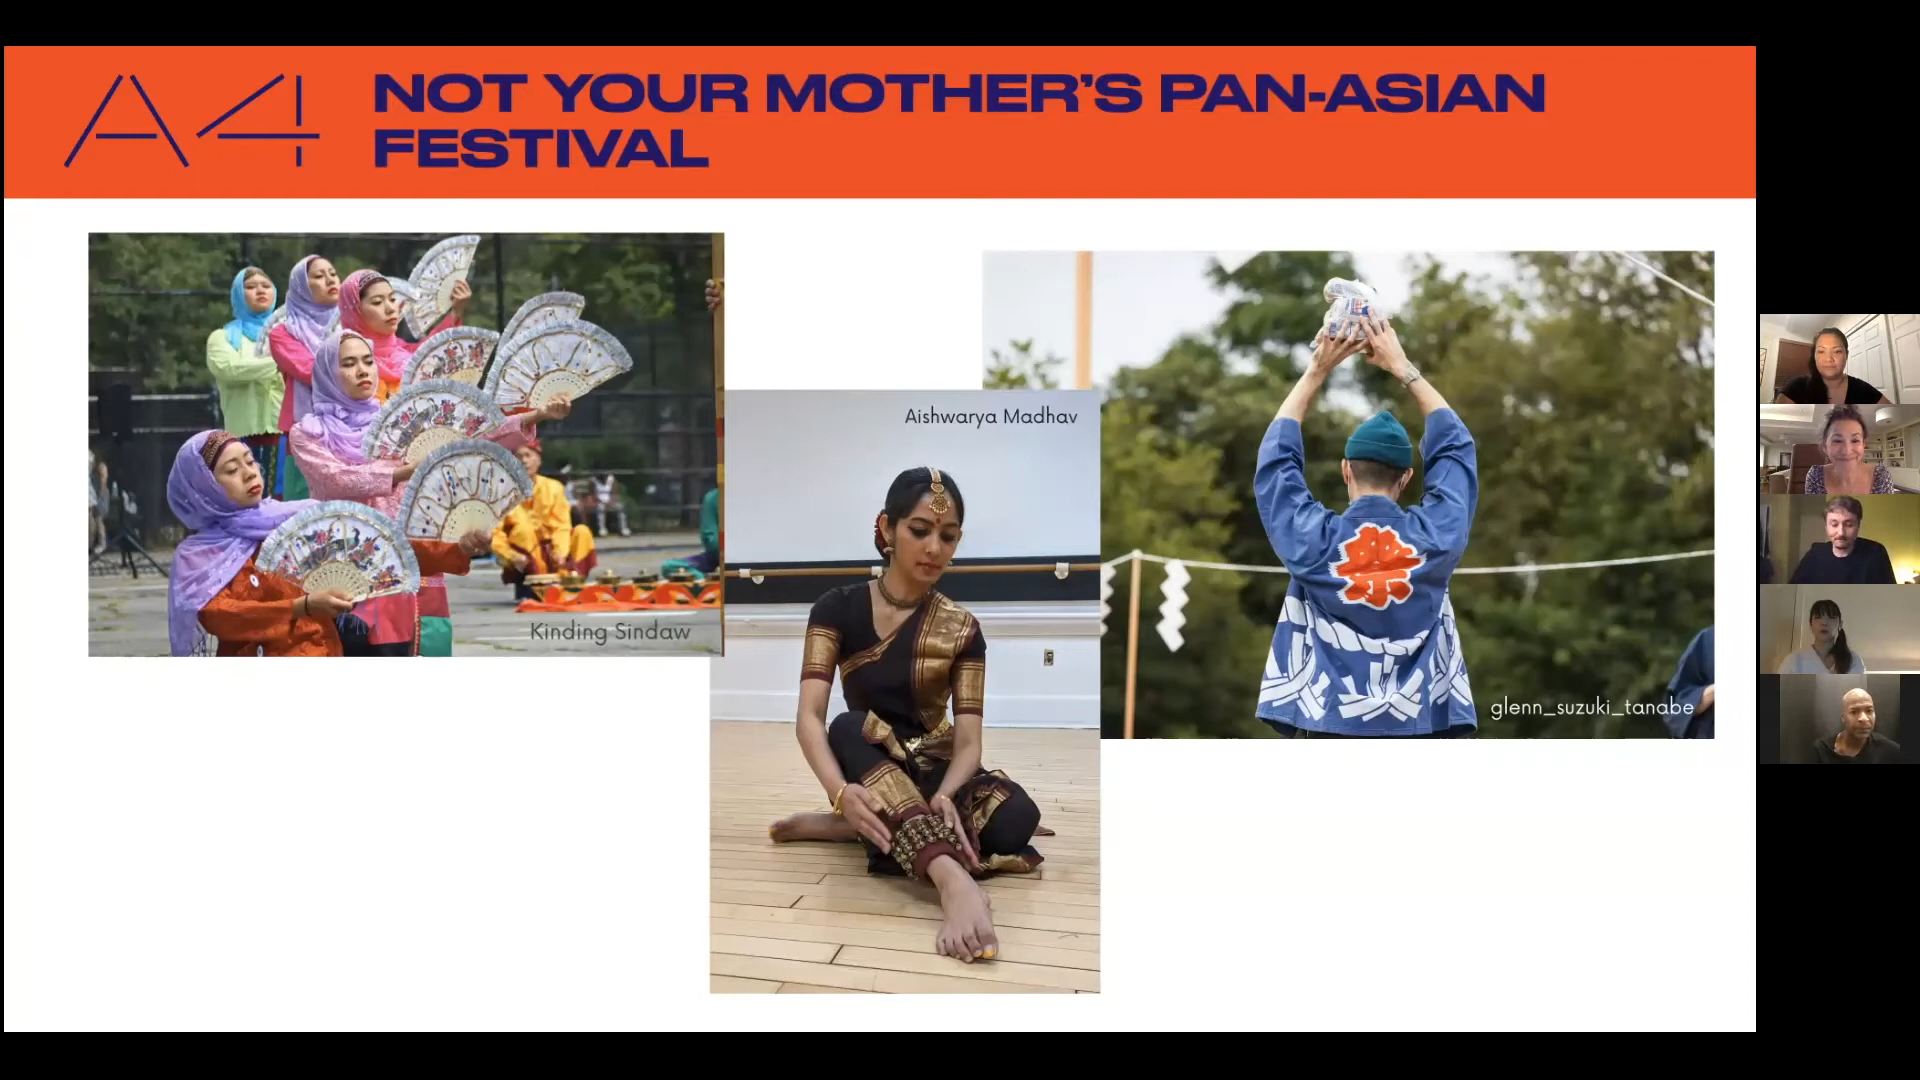 A4
NOT YOUR MOTHER'S PAN-ASIAN
FESTIVAL
Kinding Sindaw
Aishwarya Madhav
祭
glenn_suzuki_tanabe